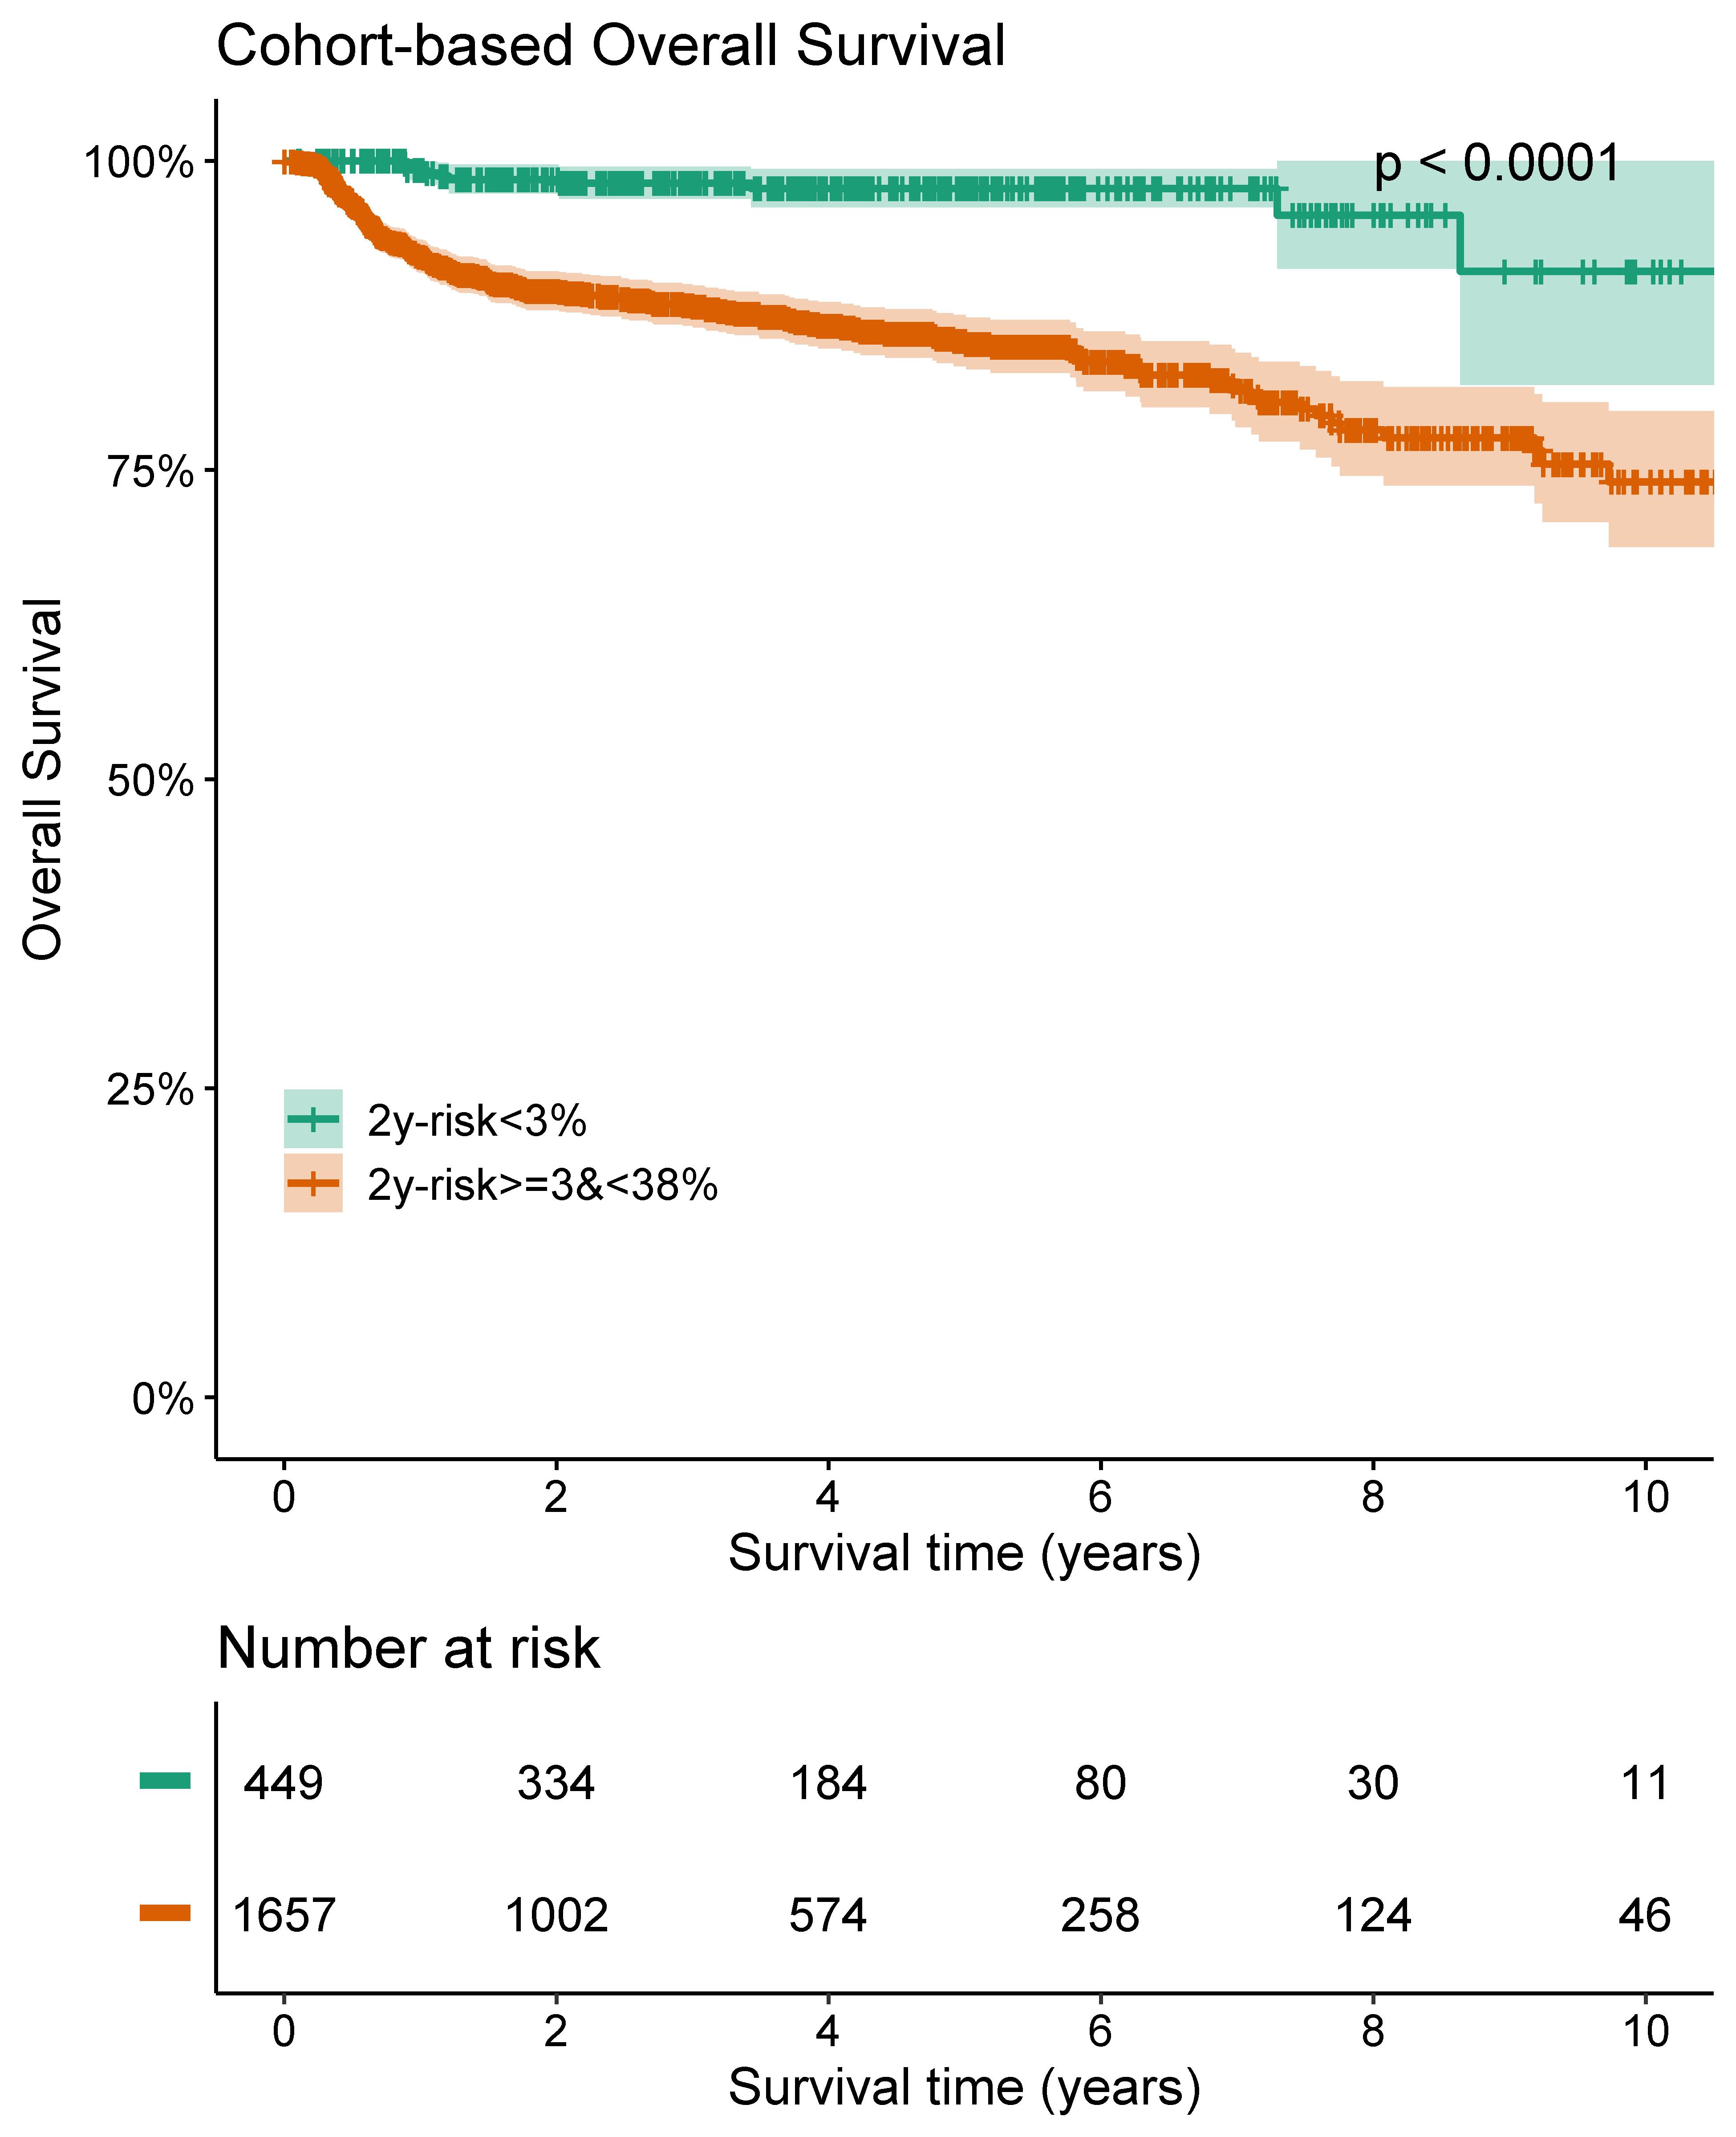 Cohort-based Overall Survival
p < 0.0001
100%
75%
50%
25%
0%
Overall Survival
2y-risk<3%
2y-risk>=3&<38%
0 2 4 6 8 10
Survival time (years)
Number at risk
449 334 184 80 30 11
1657 1002 574 258 124 46
0 2 4 6 8 10
Survival time (years)